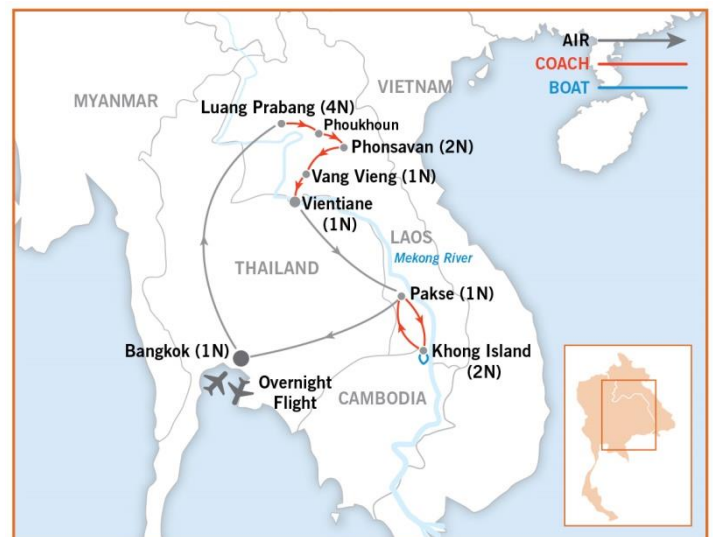 AIR
COACH
BOAT
MYANMAR
VIETNAM
Luang Prabang (4N)
Phoukhoun
Phonsavan (2N)
Vang Vieng (1N)
Vientiane
(1N)
LAOS
Mekong River
THAILAND
Pakse (1N)
Bangkok (1N)
Khong Island
(2N)
Overnight
Flight
CAMBODIA